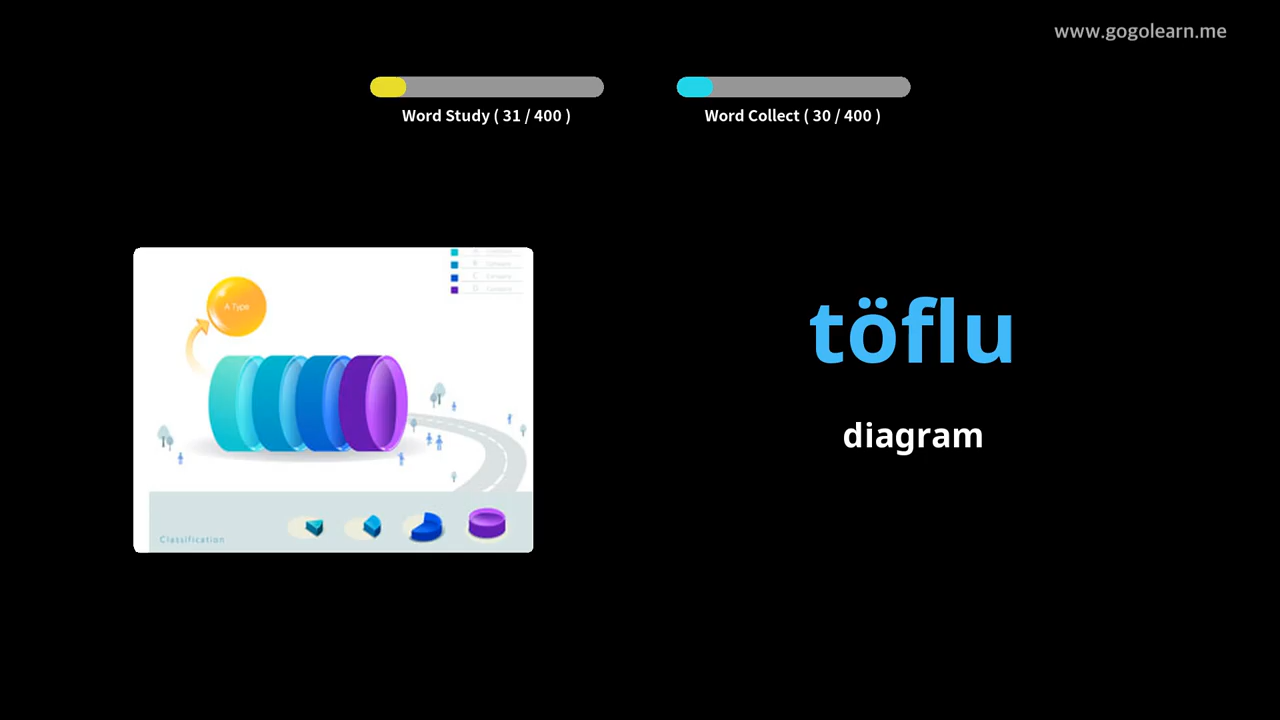 www.gogolearn.me
Word Study ( 31 / 400 )
Word Collect ( 30 / 400 )
A Type
töflu
diagram
Classification